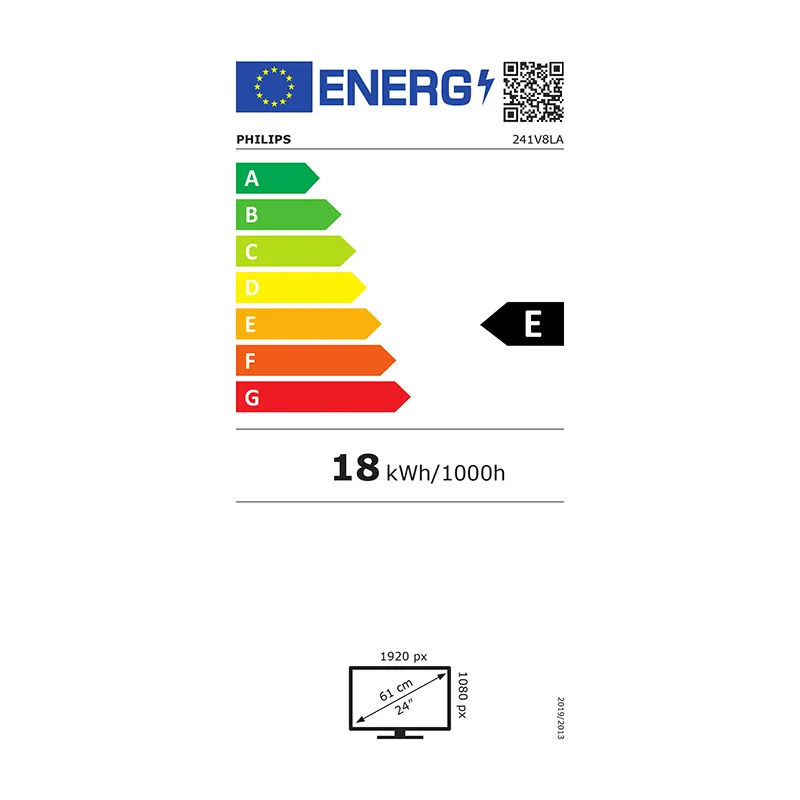 ENERG
PHILIPS 241V8LA
A
B
C
D
E
E
F
G
18 kWh/1000h
1920 px
1080 px
61 cm
24"
2019/2013